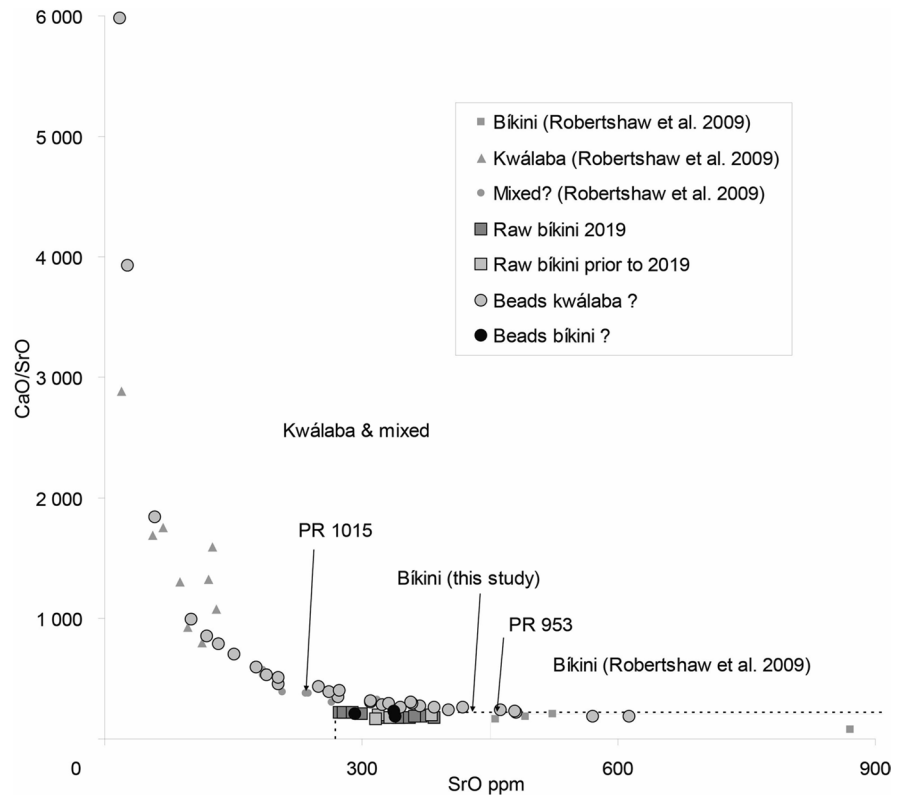 6 000
5 000
4 000
3 000
2 000
1 000
0
300
600
900
CaO/SrO
SrO ppm
Bíkini (Robertshaw et al. 2009)
Kwálaba (Robertshaw et al. 2009)
Mixed? (Robertshaw et al. 2009)
Raw bíkini 2019
Raw bíkini prior to 2019
Beads kwálaba ?
Beads bíkini ?
Kwálaba & mixed
PR 1015
Bíkini (this study)
PR 953
Bíkini (Robertshaw et al. 2009)